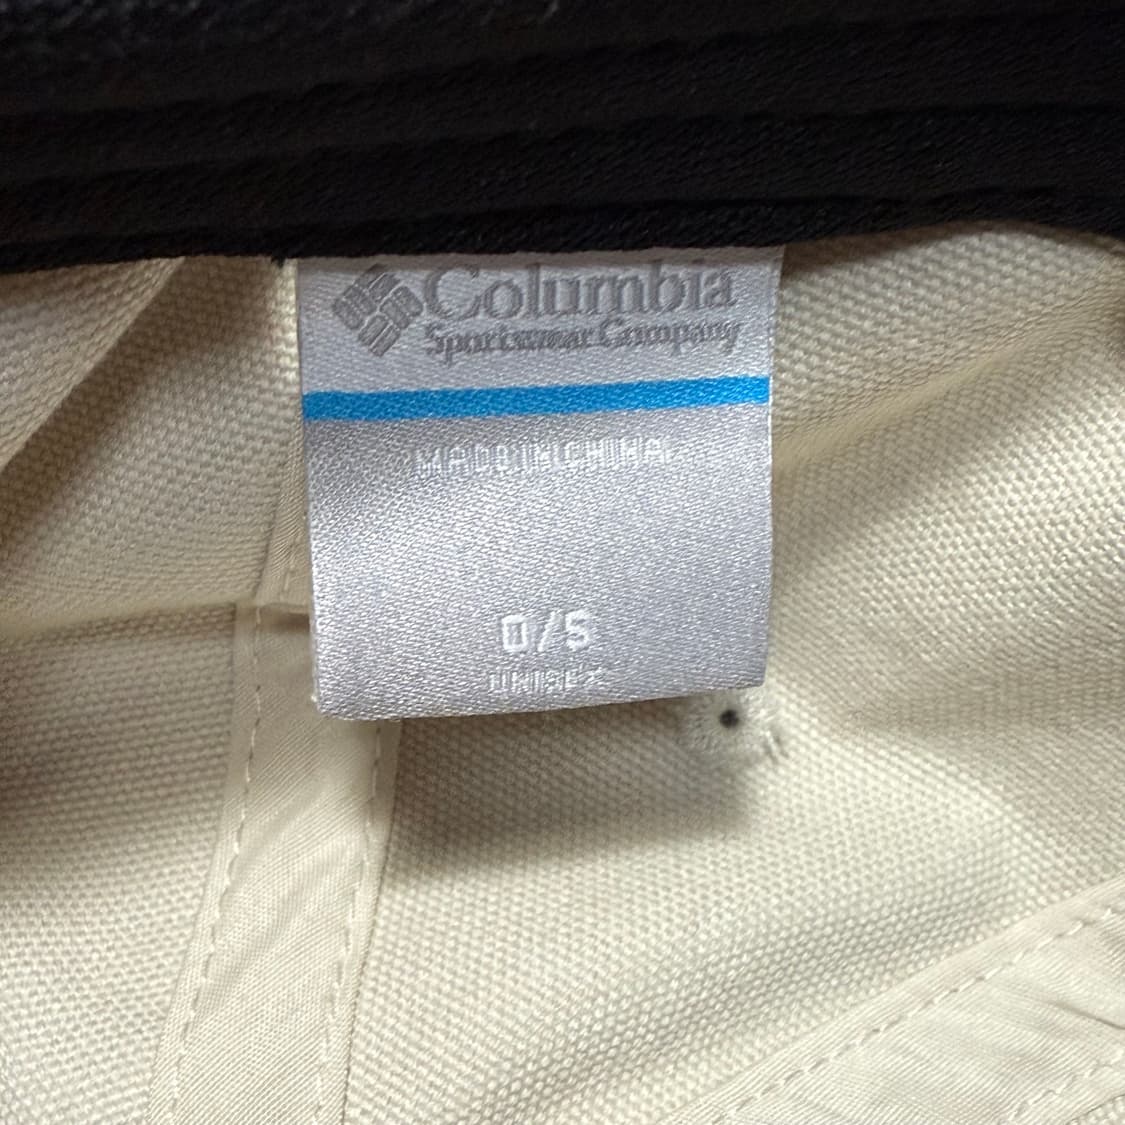 Columbia
Sportswear Company
MADE IN CHINA
O/S
UNISEX